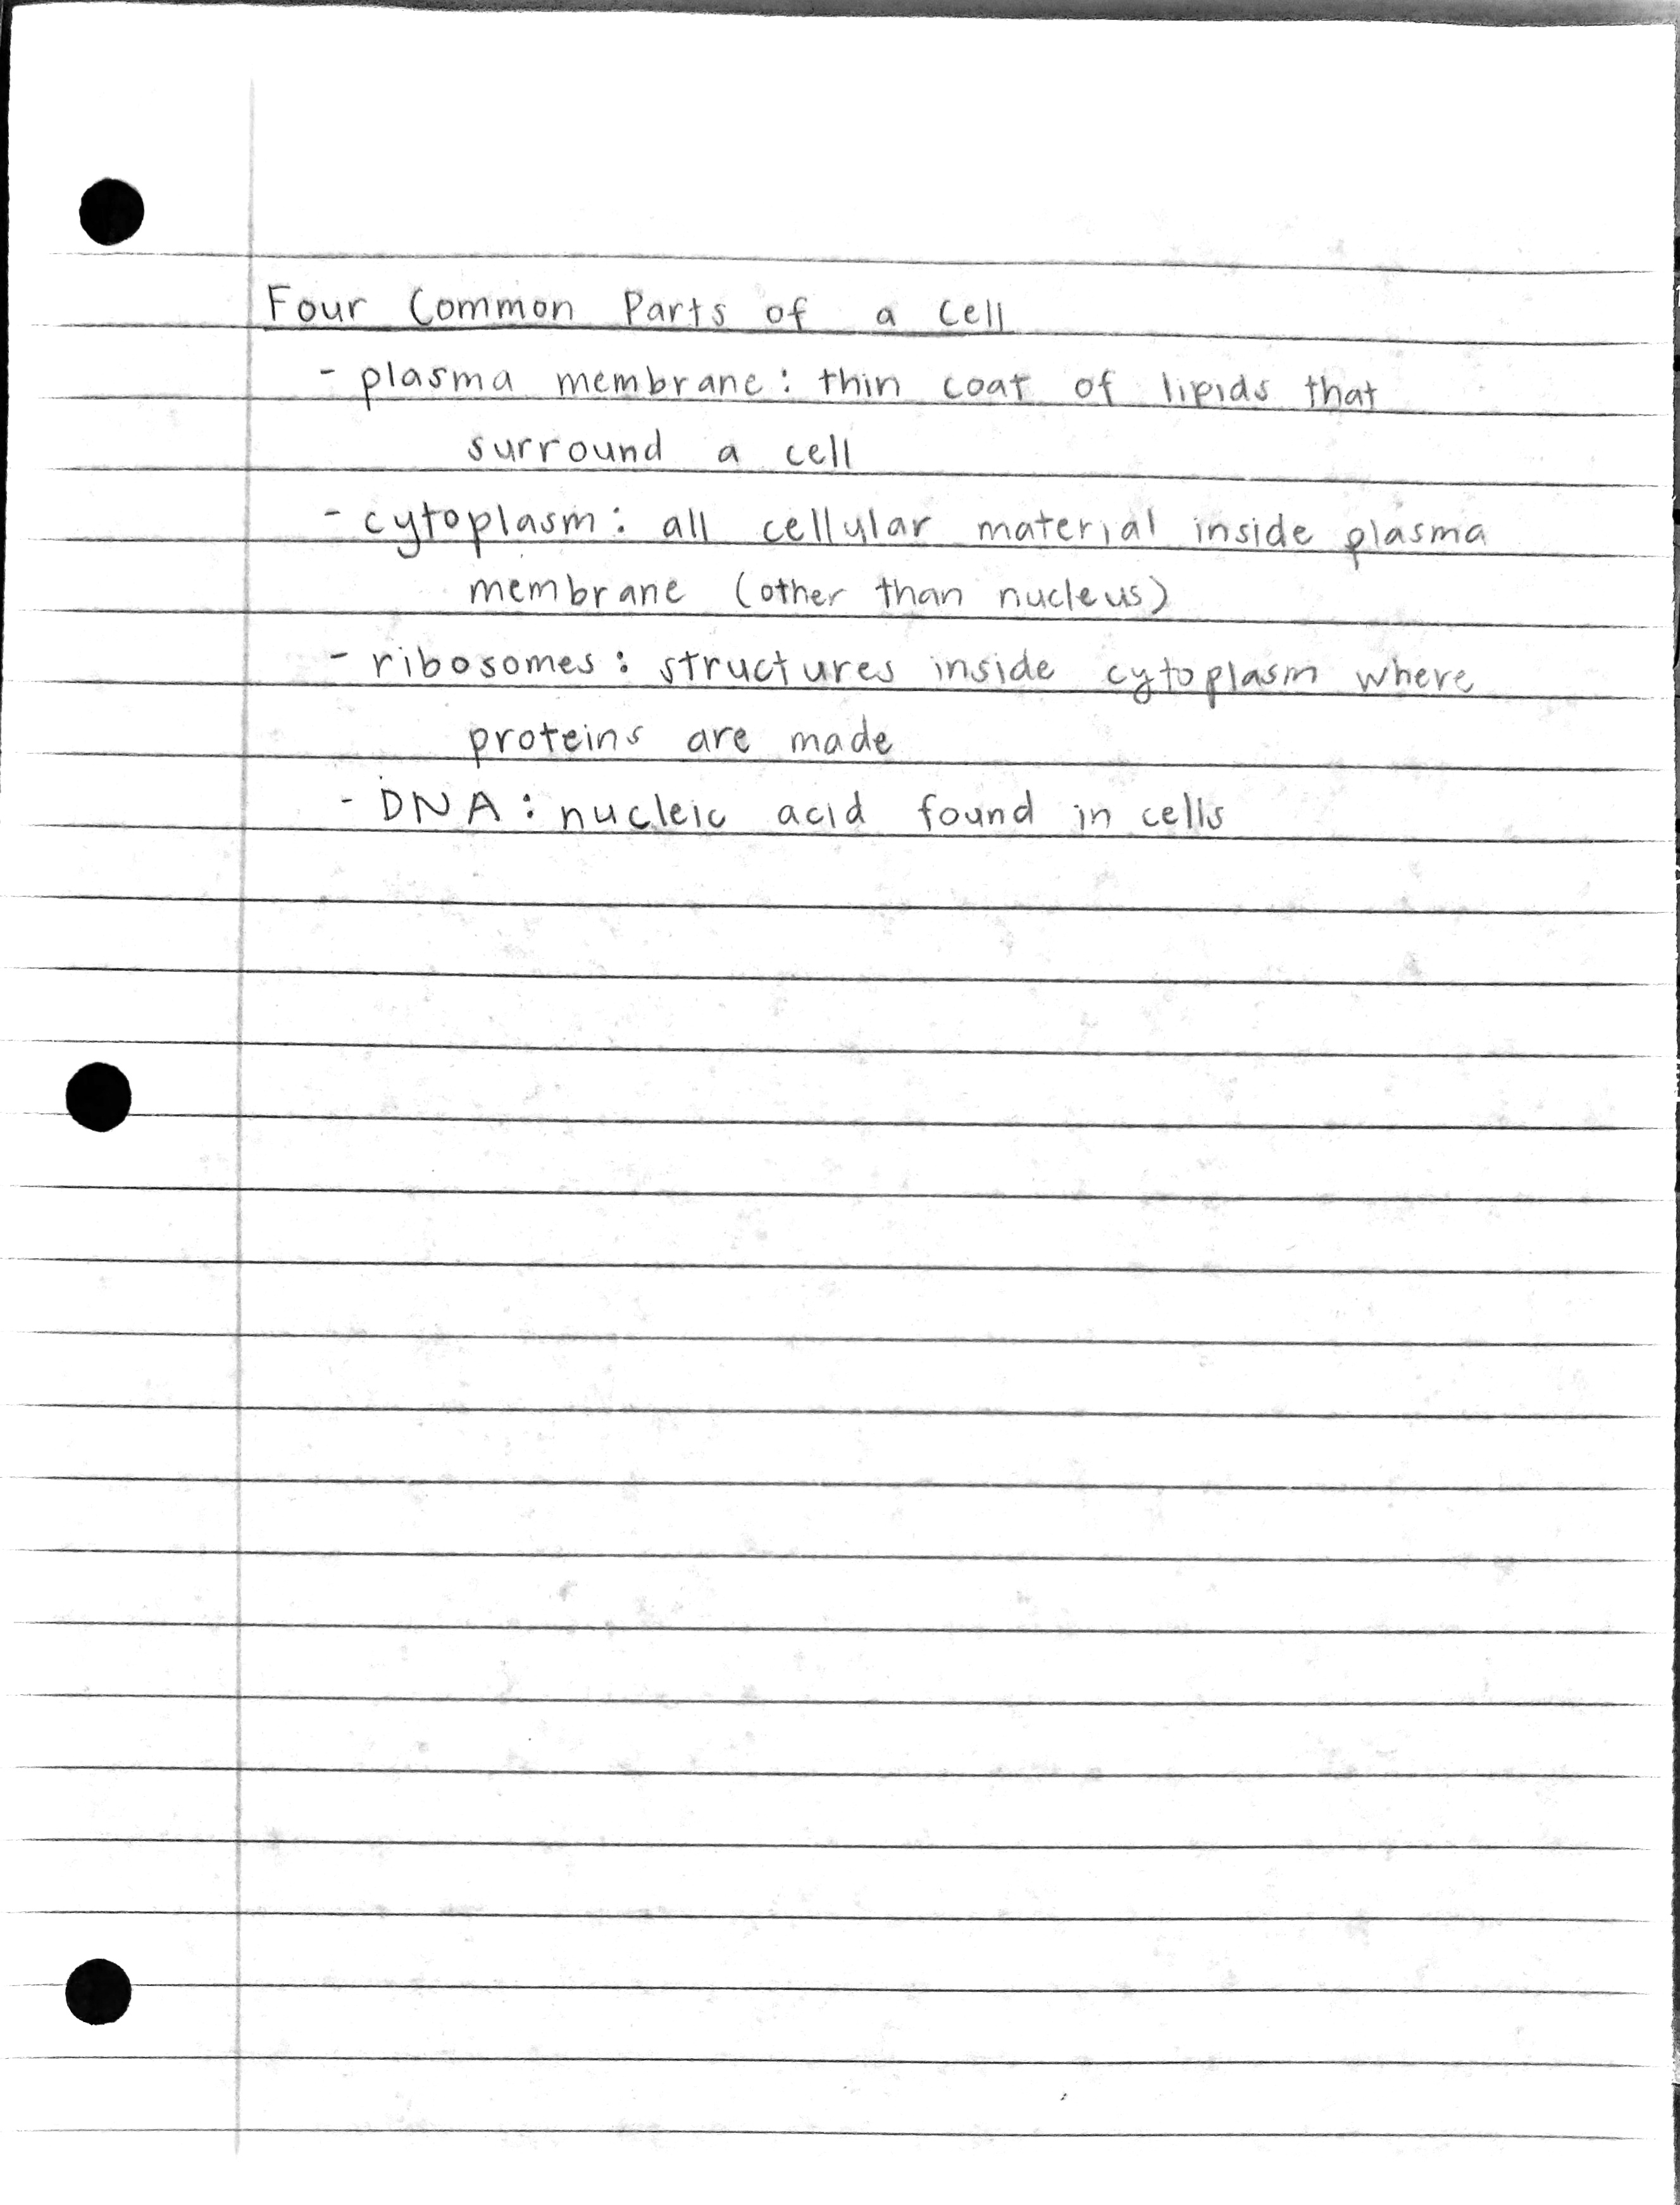 Four Common Parts of a Cell
- plasma membrane: thin coat of lipids that
surround a cell
- cytoplasm: all cellular material inside plasma
membrane (other than nucleus)
- ribosomes: structures inside cytoplasm where
proteins are made
- DNA: nucleic acid found in cells